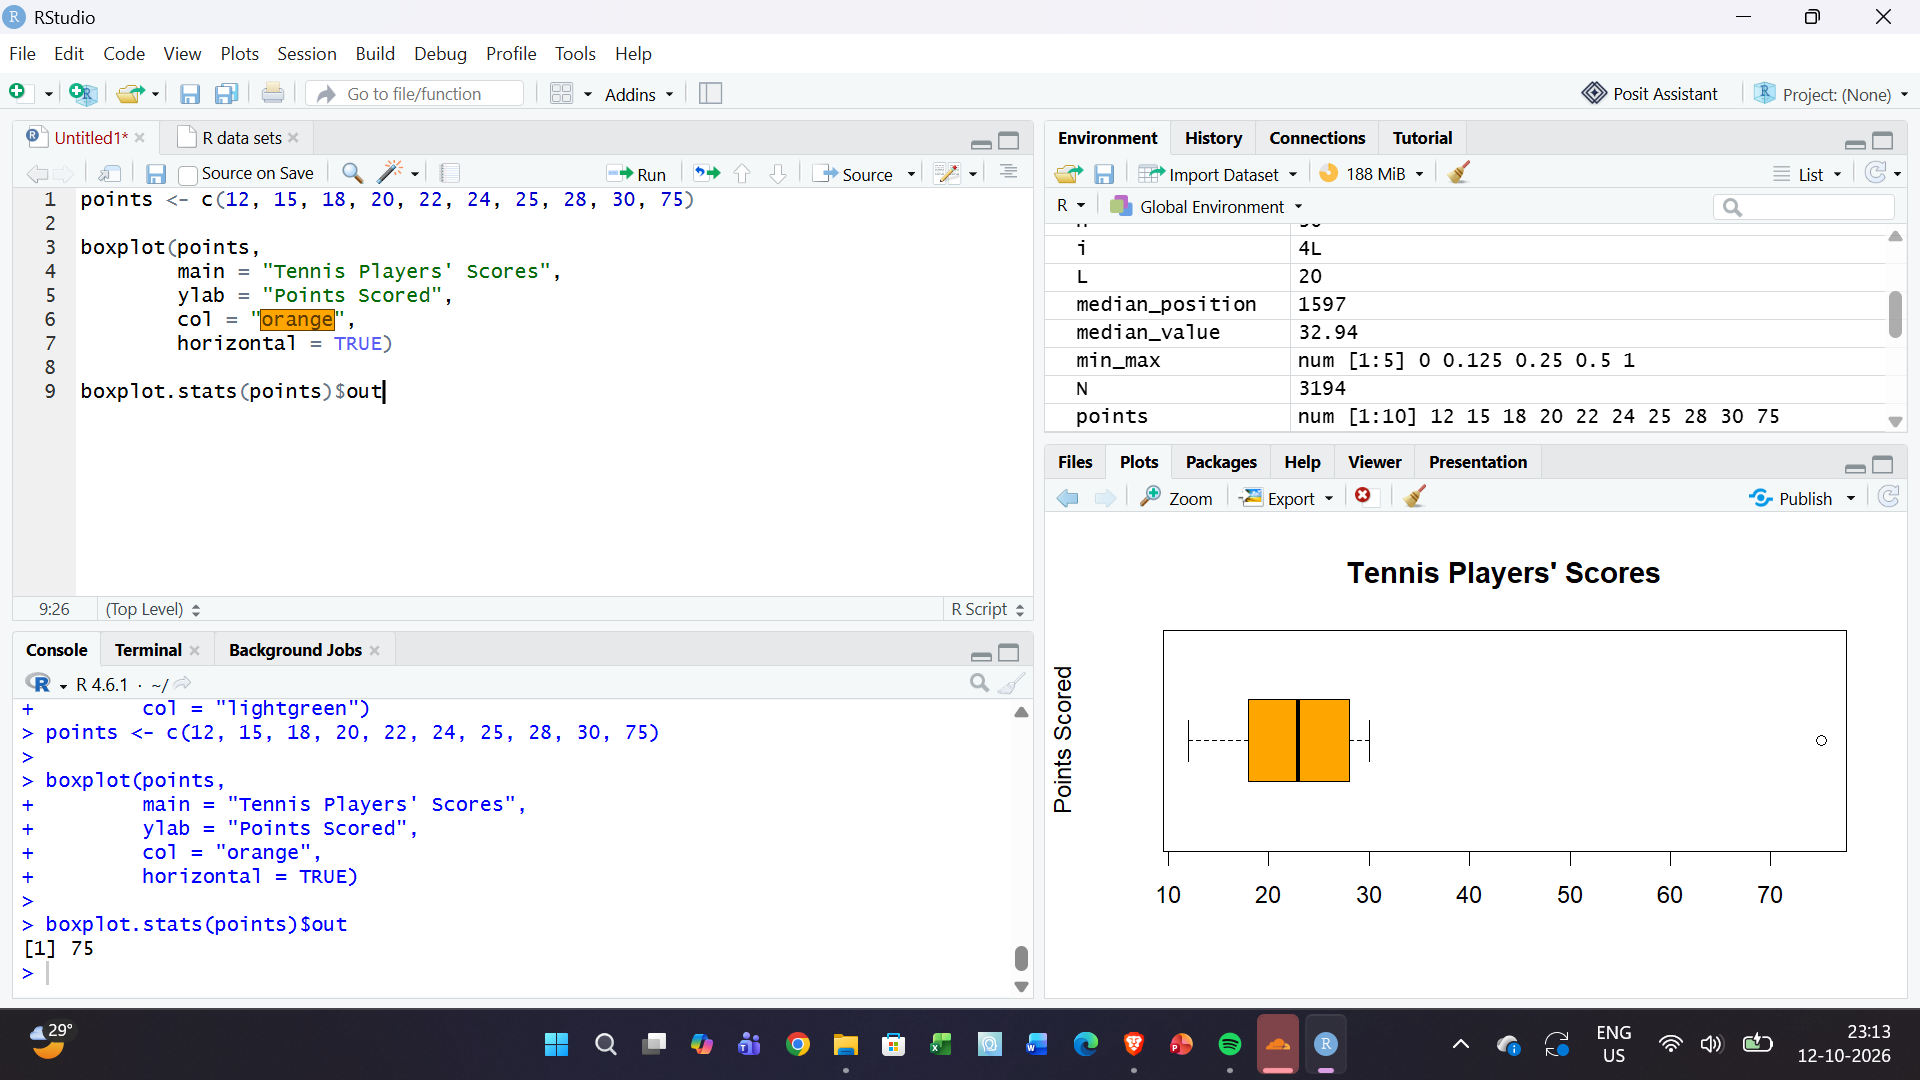 RStudio
File Edit Code View Plots Session Build Debug Profile Tools Help
Go to file/function Addins Posit Assistant Project: (None)
Untitled1* R data sets
Source on Save Run Source
1 points <- c(12, 15, 18, 20, 22, 24, 25, 28, 30, 75)
2
3 boxplot(points,
4 main = "Tennis Players' Scores",
5 ylab = "Points Scored",
6 col = "orange",
7 horizontal = TRUE)
8
9 boxplot.stats(points)$out
9:26 (Top Level) R Script
Console Terminal Background Jobs
R 4.6.1 · ~/
+ col = "lightgreen")
> points <- c(12, 15, 18, 20, 22, 24, 25, 28, 30, 75)
>
> boxplot(points,
+ main = "Tennis Players' Scores",
+ ylab = "Points Scored",
+ col = "orange",
+ horizontal = TRUE)
>
> boxplot.stats(points)$out
[1] 75
>
Environment History Connections Tutorial
Import Dataset 188 MiB List
R Global Environment
i 4L
L 20
median_position 1597
median_value 32.94
min_max num [1:5] 0 0.125 0.25 0.5 1
N 3194
points num [1:10] 12 15 18 20 22 24 25 28 30 75
Files Plots Packages Help Viewer Presentation
Zoom Export Publish
Tennis Players' Scores
Points Scored
10 20 30 40 50 60 70
29°
ENG
US
23:13
12-10-2026